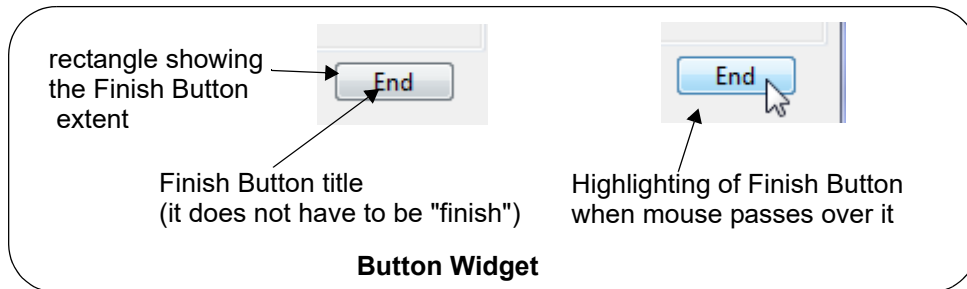 rectangle showing
the Finish Button
extent
End
End
Finish Button title
(it does not have to be "finish")
Highlighting of Finish Button
when mouse passes over it
Button Widget